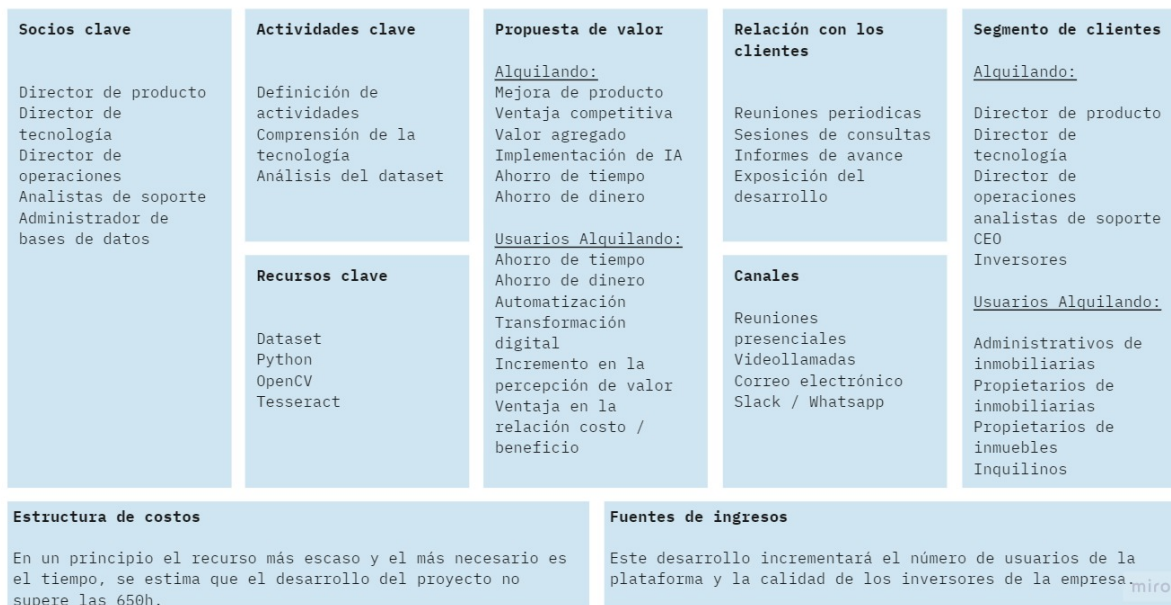 Socios clave
Director de producto
Director de
tecnología
Director de
operaciones
Analistas de soporte
Administrador de
bases de datos
Actividades clave
Definición de
actividades
Comprensión de la
tecnología
Análisis del dataset
Recursos clave
Dataset
Python
OpenCV
Tesseract
Propuesta de valor
Alquilando:
Mejora de producto
Ventaja competitiva
Valor agregado
Implementación de IA
Ahorro de tiempo
Ahorro de dinero
Usuarios Alquilando:
Ahorro de tiempo
Ahorro de dinero
Automatización
Transformación
digital
Incremento en la
percepción de valor
Ventaja en la
relación costo /
beneficio
Relación con los
clientes
Reuniones periodicas
Sesiones de consultas
Informes de avance
Exposición del
desarrollo
Canales
Reuniones
presenciales
Videollamadas
Correo electrónico
Slack / Whatsapp
Segmento de clientes
Alquilando:
Director de producto
Director de
tecnología
Director de
operaciones
analistas de soporte
CEO
Inversores
Usuarios Alquilando:
Administrativos de
inmobiliarias
Propietarios de
inmobiliarias
Propietarios de
inmuebles
Inquilinos
Estructura de costos
En un principio el recurso más escaso y el más necesario es
el tiempo, se estima que el desarrollo del proyecto no
supere las 650h.
Fuentes de ingresos
Este desarrollo incrementará el número de usuarios de la
plataforma y la calidad de los inversores de la empresa.
miro